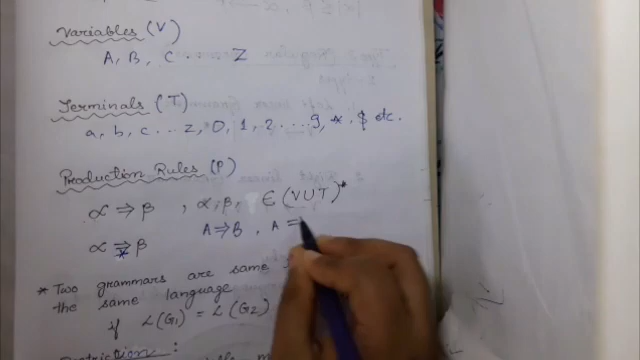 Variables (V)
A, B, C ... Z
Terminals (T)
a, b, c ... z, 0, 1, 2 ... 9, *, $ etc.
Production Rules (P)
α ⇒ β , α, β, ∈ (V U T)*
A ⇒ B , A ⇒
α ⇒* β
* Two grammars are same
the same language
if L(G1) = L(G2)